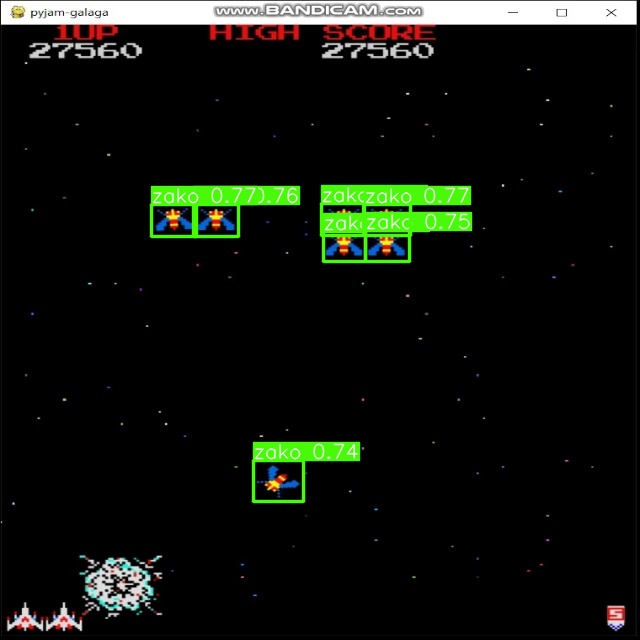 pyjam-galaga
www.BANDICAM.com
1UP HIGH SCORE
27560 27560
zako 0.77 0.76 zako zako 0.77
zako zako 0.75
zako 0.74
5